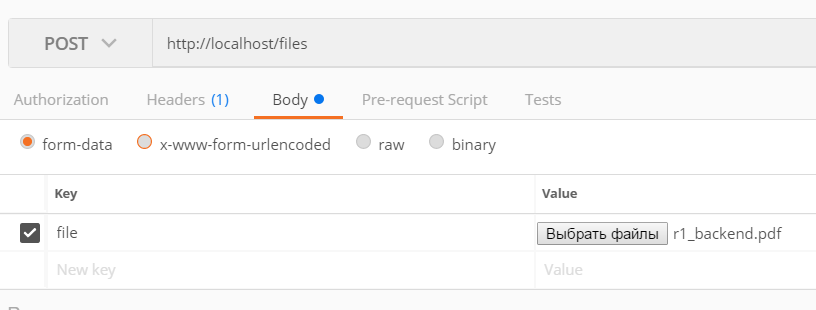 POST http://localhost/files
Authorization Headers (1) Body Pre-request Script Tests
form-data x-www-form-urlencoded raw binary
Key Value
file Выбрать файлы r1_backend.pdf
New key Value